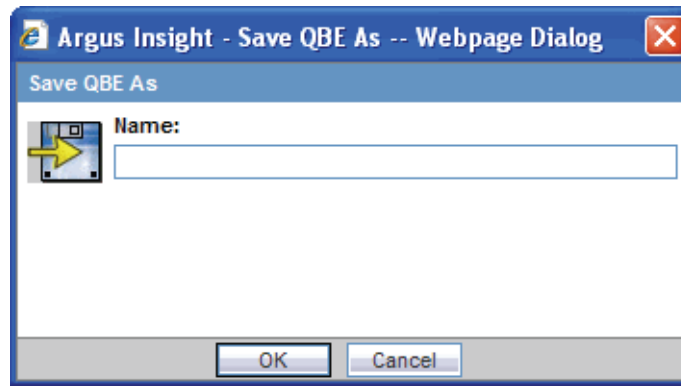 Argus Insight - Save QBE As -- Webpage Dialog
Save QBE As
Name:
OK Cancel